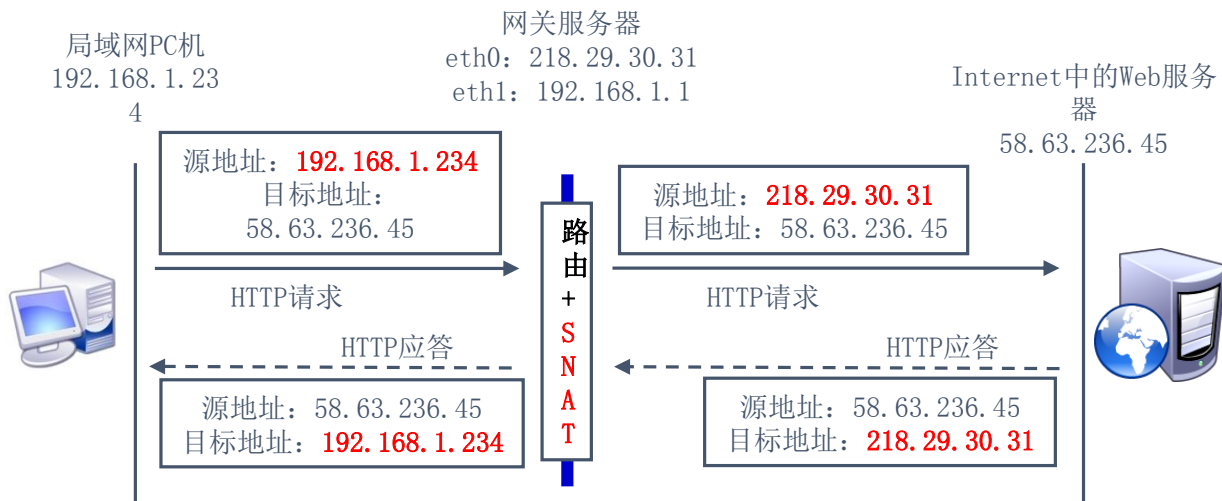 局域网PC机
192.168.1.23
4
网关服务器
eth0: 218.29.30.31
eth1: 192.168.1.1
Internet中的Web服务
器
58.63.236.45
源地址: 192.168.1.234
目标地址:
58.63.236.45
源地址: 218.29.30.31
目标地址: 58.63.236.45
路由+SNAT
HTTP请求
HTTP请求
HTTP应答
HTTP应答
源地址: 58.63.236.45
目标地址: 192.168.1.234
源地址: 58.63.236.45
目标地址: 218.29.30.31